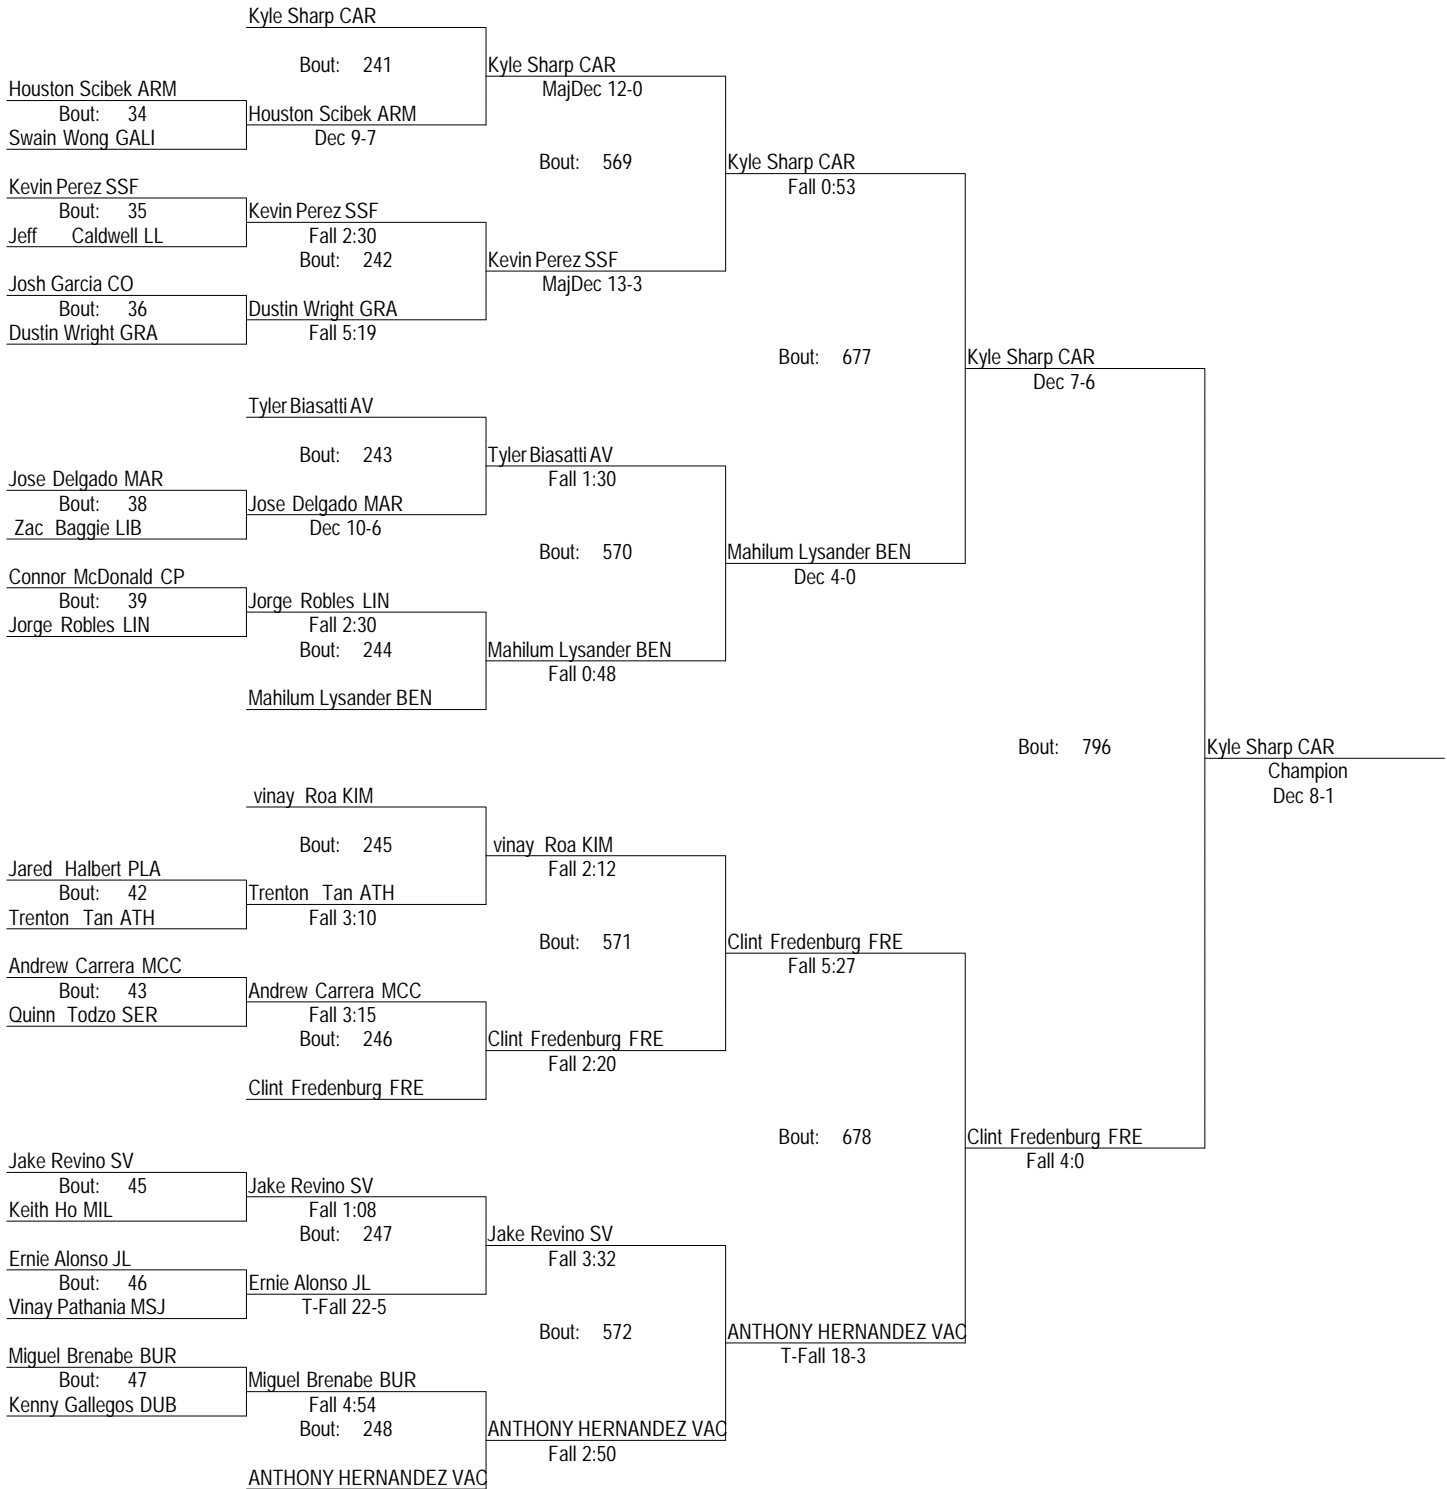 Kyle Sharp CAR
Bout: 241
Kyle Sharp CAR
MajDec 12-0
Houston Scibek ARM
Bout: 34
Houston Scibek ARM
Swain Wong GALI
Dec 9-7
Bout: 569
Kyle Sharp CAR
Fall 0:53
Kevin Perez SSF
Bout: 35
Kevin Perez SSF
Jeff Caldwell LL
Fall 2:30
Bout: 242
Kevin Perez SSF
MajDec 13-3
Josh Garcia CO
Bout: 36
Dustin Wright GRA
Dustin Wright GRA
Fall 5:19
Bout: 677
Kyle Sharp CAR
Dec 7-6
Tyler Biasatti AV
Bout: 243
Tyler Biasatti AV
Fall 1:30
Jose Delgado MAR
Bout: 38
Jose Delgado MAR
Zac Baggie LIB
Dec 10-6
Bout: 570
Mahilum Lysander BEN
Dec 4-0
Connor McDonald CP
Bout: 39
Jorge Robles LIN
Jorge Robles LIN
Fall 2:30
Bout: 244
Mahilum Lysander BEN
Fall 0:48
Mahilum Lysander BEN
Bout: 796
Kyle Sharp CAR
Champion
Dec 8-1
vinay Roa KIM
Bout: 245
vinay Roa KIM
Fall 2:12
Jared Halbert PLA
Bout: 42
Trenton Tan ATH
Trenton Tan ATH
Fall 3:10
Bout: 571
Clint Fredenburg FRE
Fall 5:27
Andrew Carrera MCC
Bout: 43
Andrew Carrera MCC
Quinn Todzo SER
Fall 3:15
Bout: 246
Clint Fredenburg FRE
Fall 2:20
Clint Fredenburg FRE
Bout: 678
Clint Fredenburg FRE
Fall 4:0
Jake Revino SV
Bout: 45
Jake Revino SV
Keith Ho MIL
Fall 1:08
Bout: 247
Jake Revino SV
Fall 3:32
Ernie Alonso JL
Bout: 46
Ernie Alonso JL
Vinay Pathania MSJ
T-Fall 22-5
Bout: 572
ANTHONY HERNANDEZ VAC
T-Fall 18-3
Miguel Brenabe BUR
Bout: 47
Miguel Brenabe BUR
Kenny Gallegos DUB
Fall 4:54
Bout: 248
ANTHONY HERNANDEZ VAC
Fall 2:50
ANTHONY HERNANDEZ VAC